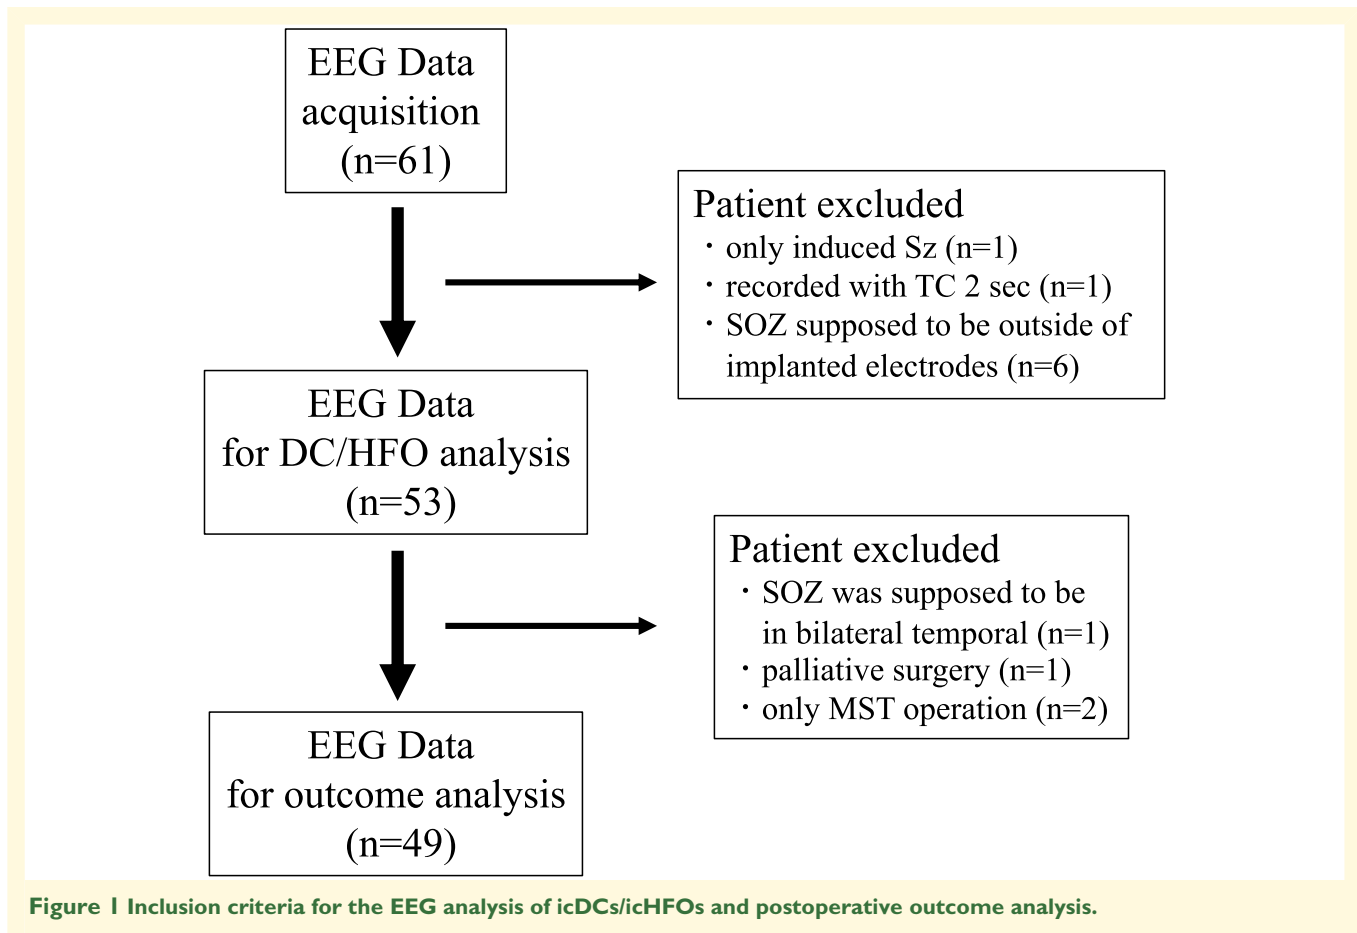 EEG Data
acquisition
(n=61)
Patient excluded
・only induced Sz (n=1)
・recorded with TC 2 sec (n=1)
・SOZ supposed to be outside of
implanted electrodes (n=6)
EEG Data
for DC/HFO analysis
(n=53)
Patient excluded
・SOZ was supposed to be
in bilateral temporal (n=1)
・palliative surgery (n=1)
・only MST operation (n=2)
EEG Data
for outcome analysis
(n=49)
Figure 1 Inclusion criteria for the EEG analysis of icDCs/icHFOs and postoperative outcome analysis.